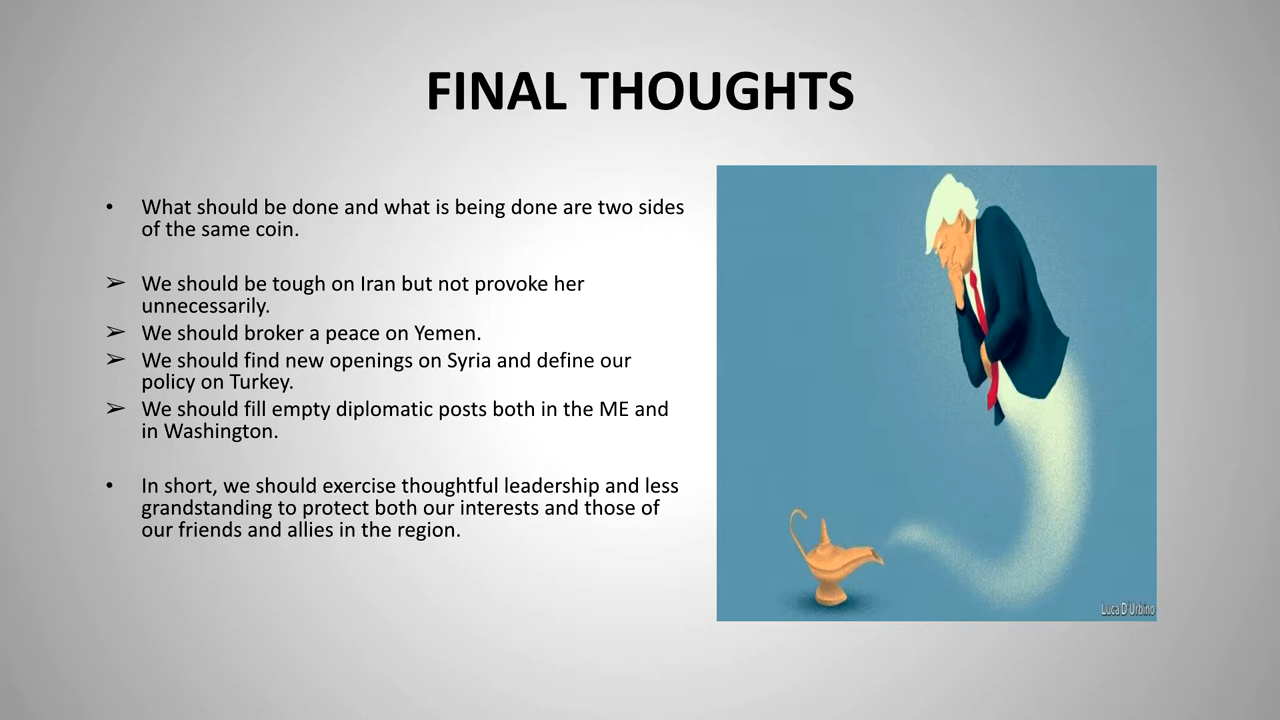 FINAL THOUGHTS
• What should be done and what is being done are two sides
of the same coin.
➢ We should be tough on Iran but not provoke her
unnecessarily.
➢ We should broker a peace on Yemen.
➢ We should find new openings on Syria and define our
policy on Turkey.
➢ We should fill empty diplomatic posts both in the ME and
in Washington.
• In short, we should exercise thoughtful leadership and less
grandstanding to protect both our interests and those of
our friends and allies in the region.
Luca D'Urbino